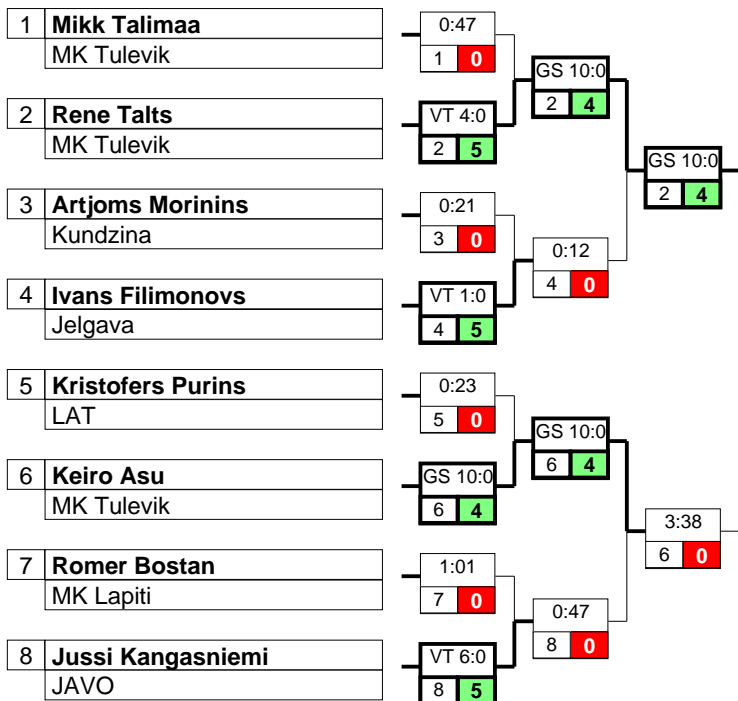 1 Mikk Talimaa
MK Tulevik
0:47
1 0
GS 10:0
2 4
2 Rene Talts
MK Tulevik
VT 4:0
2 5
GS 10:0
2 4
3 Artjoms Morinins
Kundzina
0:21
3 0
0:12
4 0
4 Ivans Filimonovs
Jelgava
VT 1:0
4 5
5 Kristofers Purins
LAT
0:23
5 0
GS 10:0
6 4
6 Keiro Asu
MK Tulevik
GS 10:0
6 4
3:38
6 0
7 Romer Bostan
MK Lapiti
1:01
7 0
0:47
8 0
8 Jussi Kangasniemi
JAVO
VT 6:0
8 5